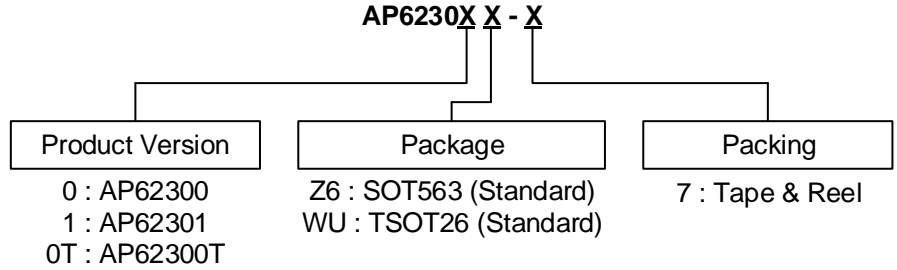 AP6230X X - X
Product Version
0 : AP62300
1 : AP62301
0T : AP62300T
Package
Z6 : SOT563 (Standard)
WU : TSOT26 (Standard)
Packing
7 : Tape & Reel